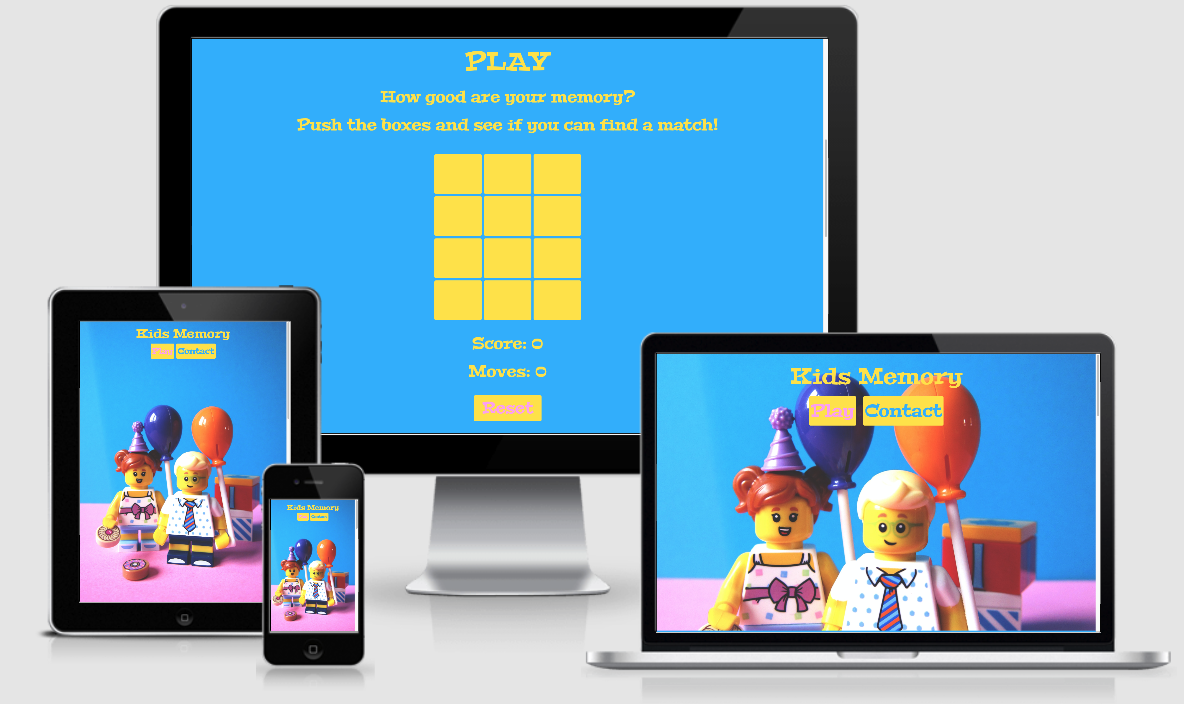 PLAY
How good are your memory?
Push the boxes and see if you can find a match!
Score: 0
Moves: 0
Reset
Kids Memory
Play Contact
Kids Memory
Play Contact
Kids Memory
Play Contact